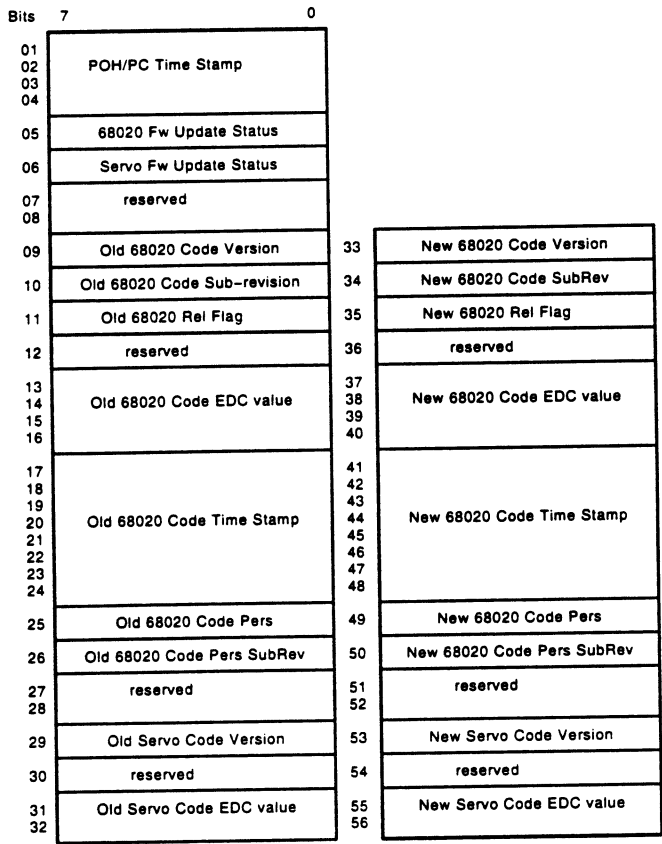 Bits 7 0
01
02 POH/PC Time Stamp
03
04
05 68020 Fw Update Status
06 Servo Fw Update Status
07 reserved
08
09 Old 68020 Code Version
10 Old 68020 Code Sub-revision
11 Old 68020 Rel Flag
12 reserved
13
14 Old 68020 Code EDC value
15
16
17
18
19
20 Old 68020 Code Time Stamp
21
22
23
24
25 Old 68020 Code Pers
26 Old 68020 Code Pers SubRev
27 reserved
28
29 Old Servo Code Version
30 reserved
31 Old Servo Code EDC value
32
33 New 68020 Code Version
34 New 68020 Code SubRev
35 New 68020 Rel Flag
36 reserved
37
38 New 68020 Code EDC value
39
40
41
42
43
44 New 68020 Code Time Stamp
45
46
47
48
49 New 68020 Code Pers
50 New 68020 Code Pers SubRev
51 reserved
52
53 New Servo Code Version
54 reserved
55 New Servo Code EDC value
56